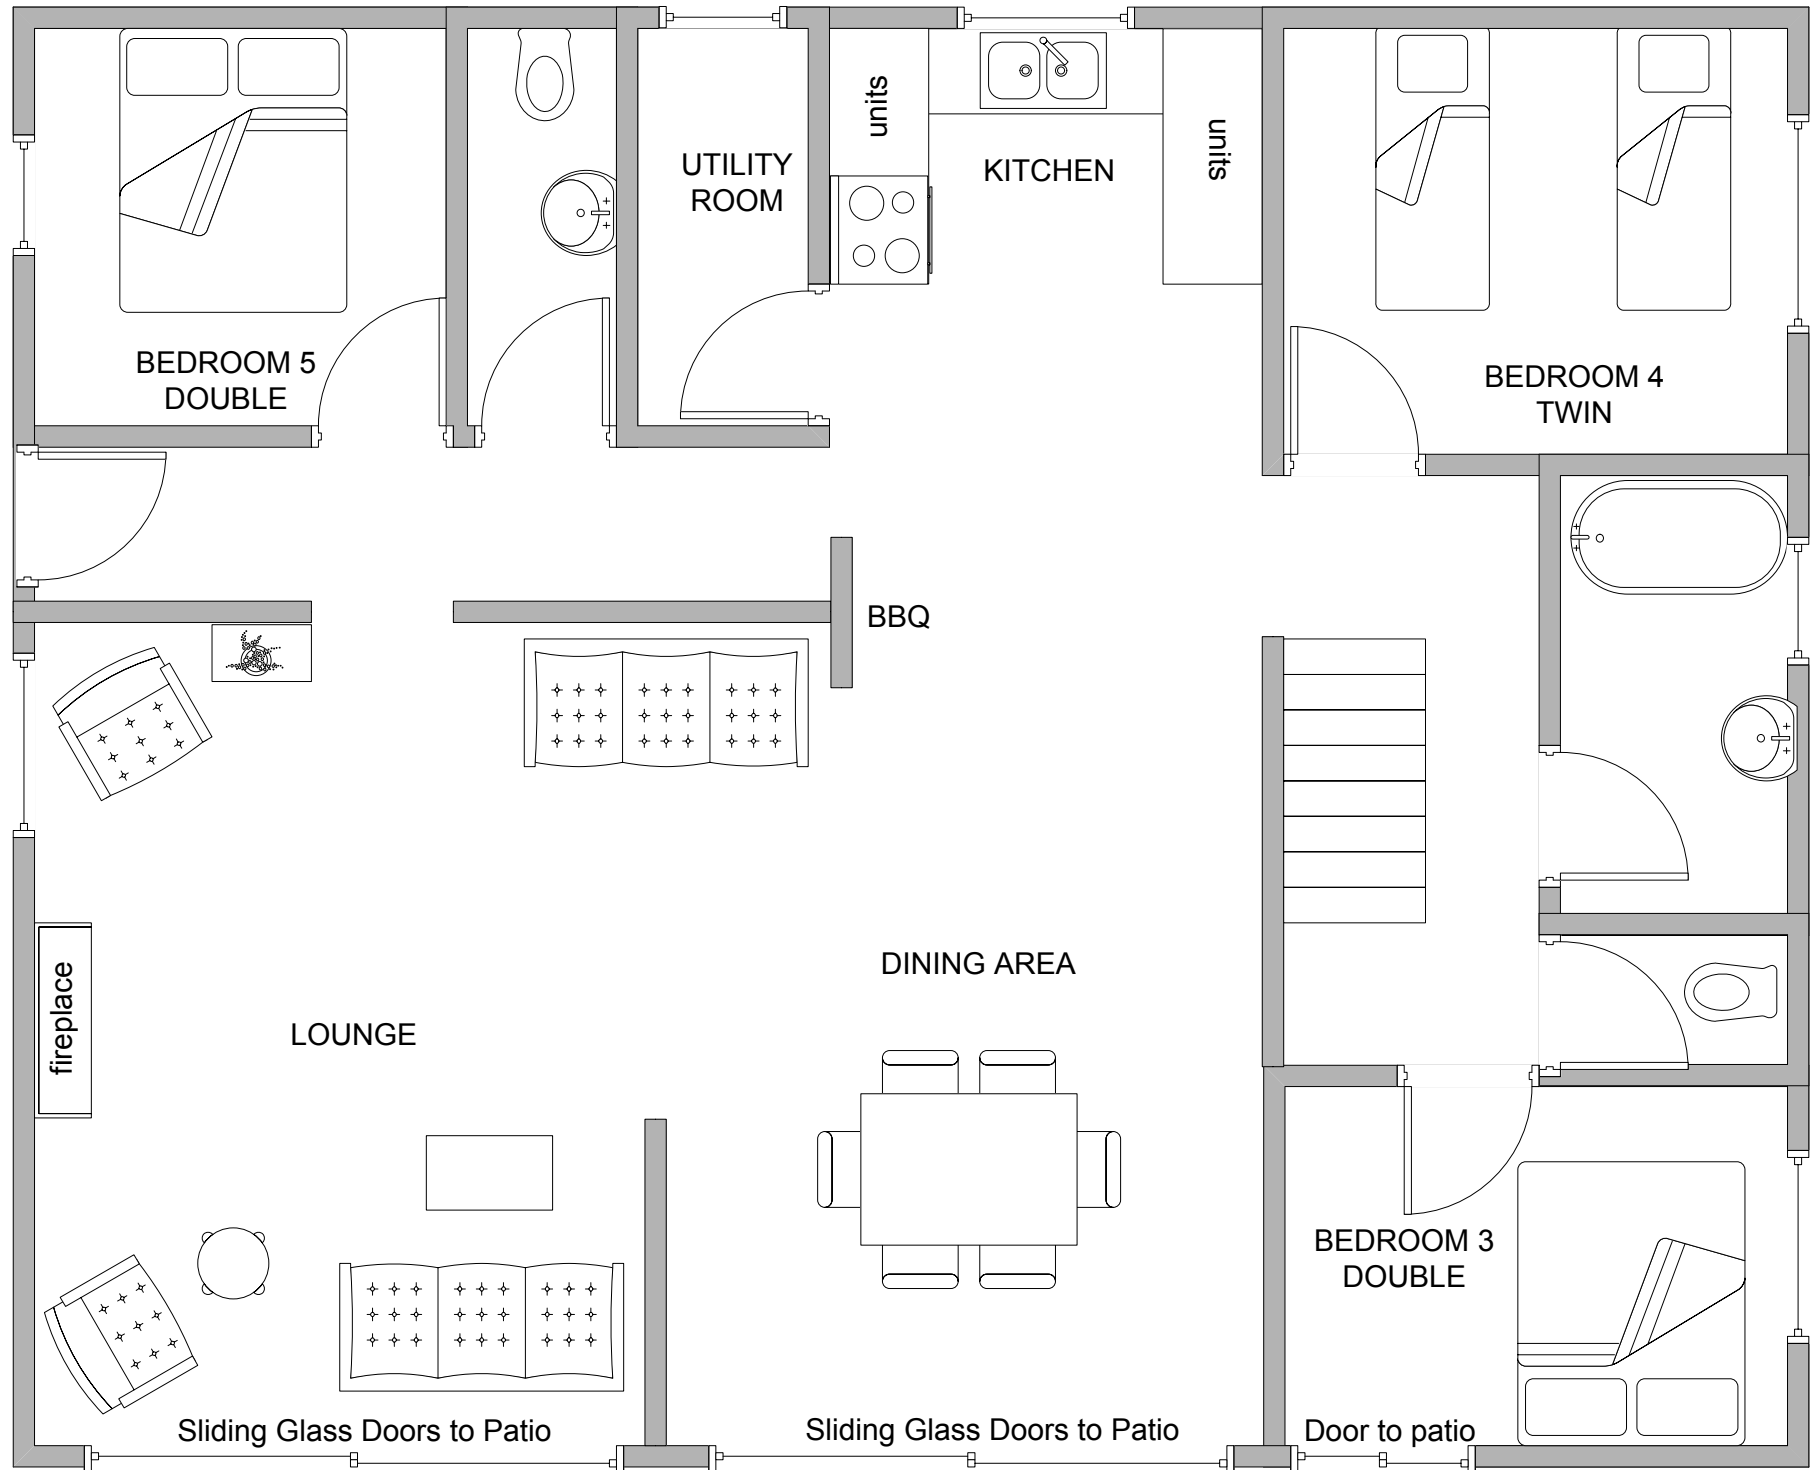 units
units
UTILITY
ROOM
KITCHEN
BEDROOM 5
DOUBLE
BEDROOM 4
TWIN
BBQ
DINING AREA
fireplace
LOUNGE
BEDROOM 3
DOUBLE
Sliding Glass Doors to Patio
Sliding Glass Doors to Patio
Door to patio